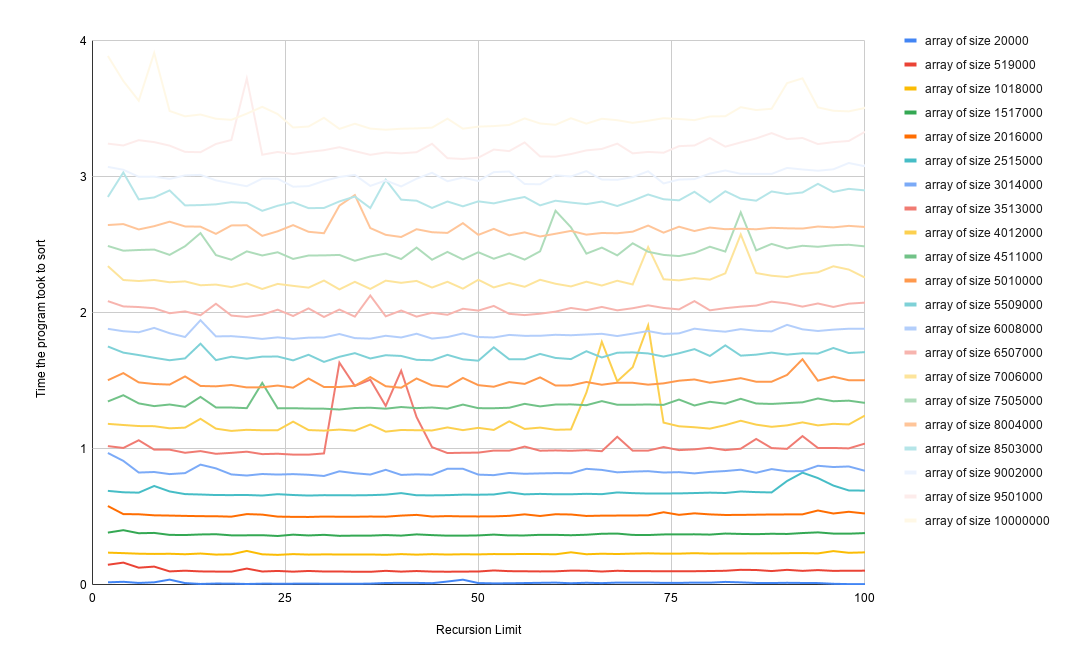 4
3
2
1
0
0
25
50
75
100
Time the program took to sort
Recursion Limit
array of size 20000
array of size 519000
array of size 1018000
array of size 1517000
array of size 2016000
array of size 2515000
array of size 3014000
array of size 3513000
array of size 4012000
array of size 4511000
array of size 5010000
array of size 5509000
array of size 6008000
array of size 6507000
array of size 7006000
array of size 7505000
array of size 8004000
array of size 8503000
array of size 9002000
array of size 9501000
array of size 10000000